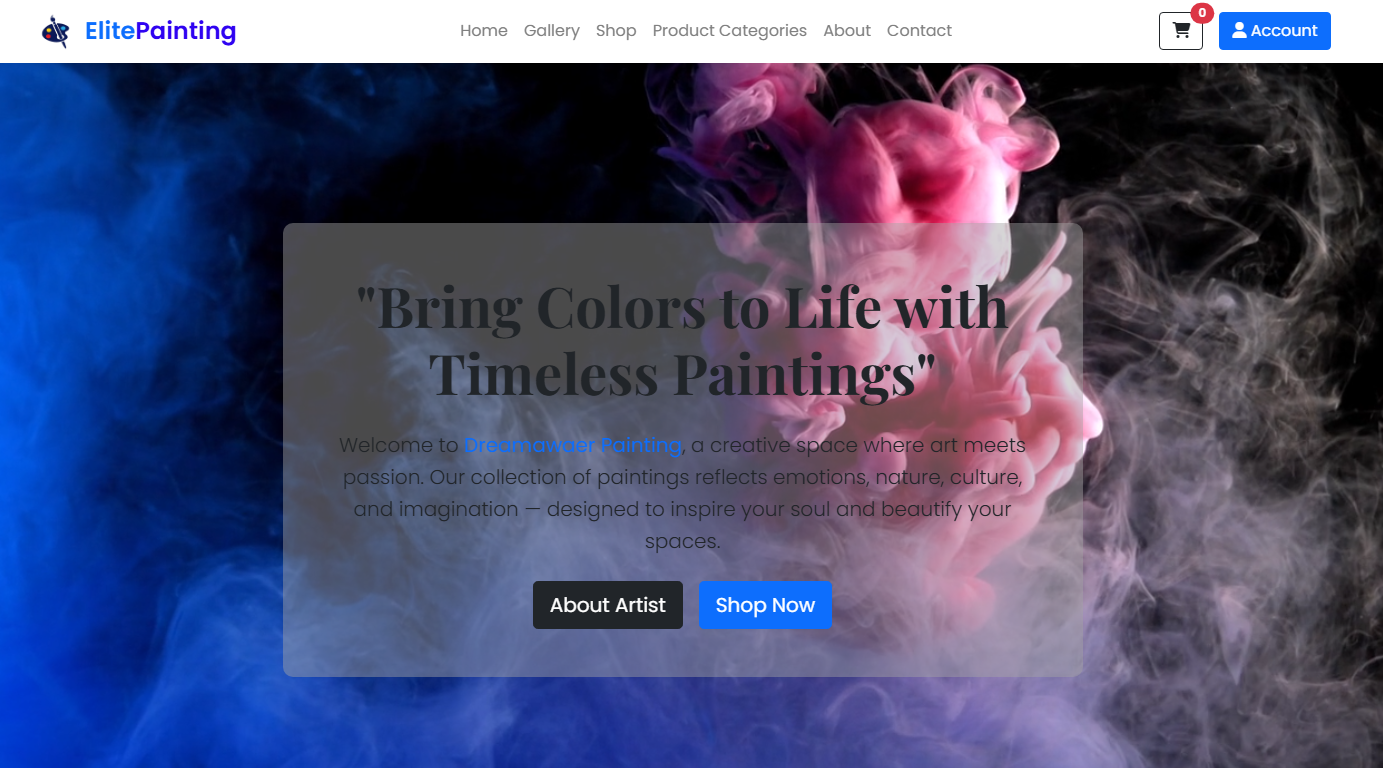 ElitePainting
Home Gallery Shop Product Categories About Contact
0
Account
"Bring Colors to Life with
Timeless Paintings"
Welcome to Dreamawaer Painting, a creative space where art meets
passion. Our collection of paintings reflects emotions, nature, culture,
and imagination — designed to inspire your soul and beautify your
spaces.
About Artist Shop Now